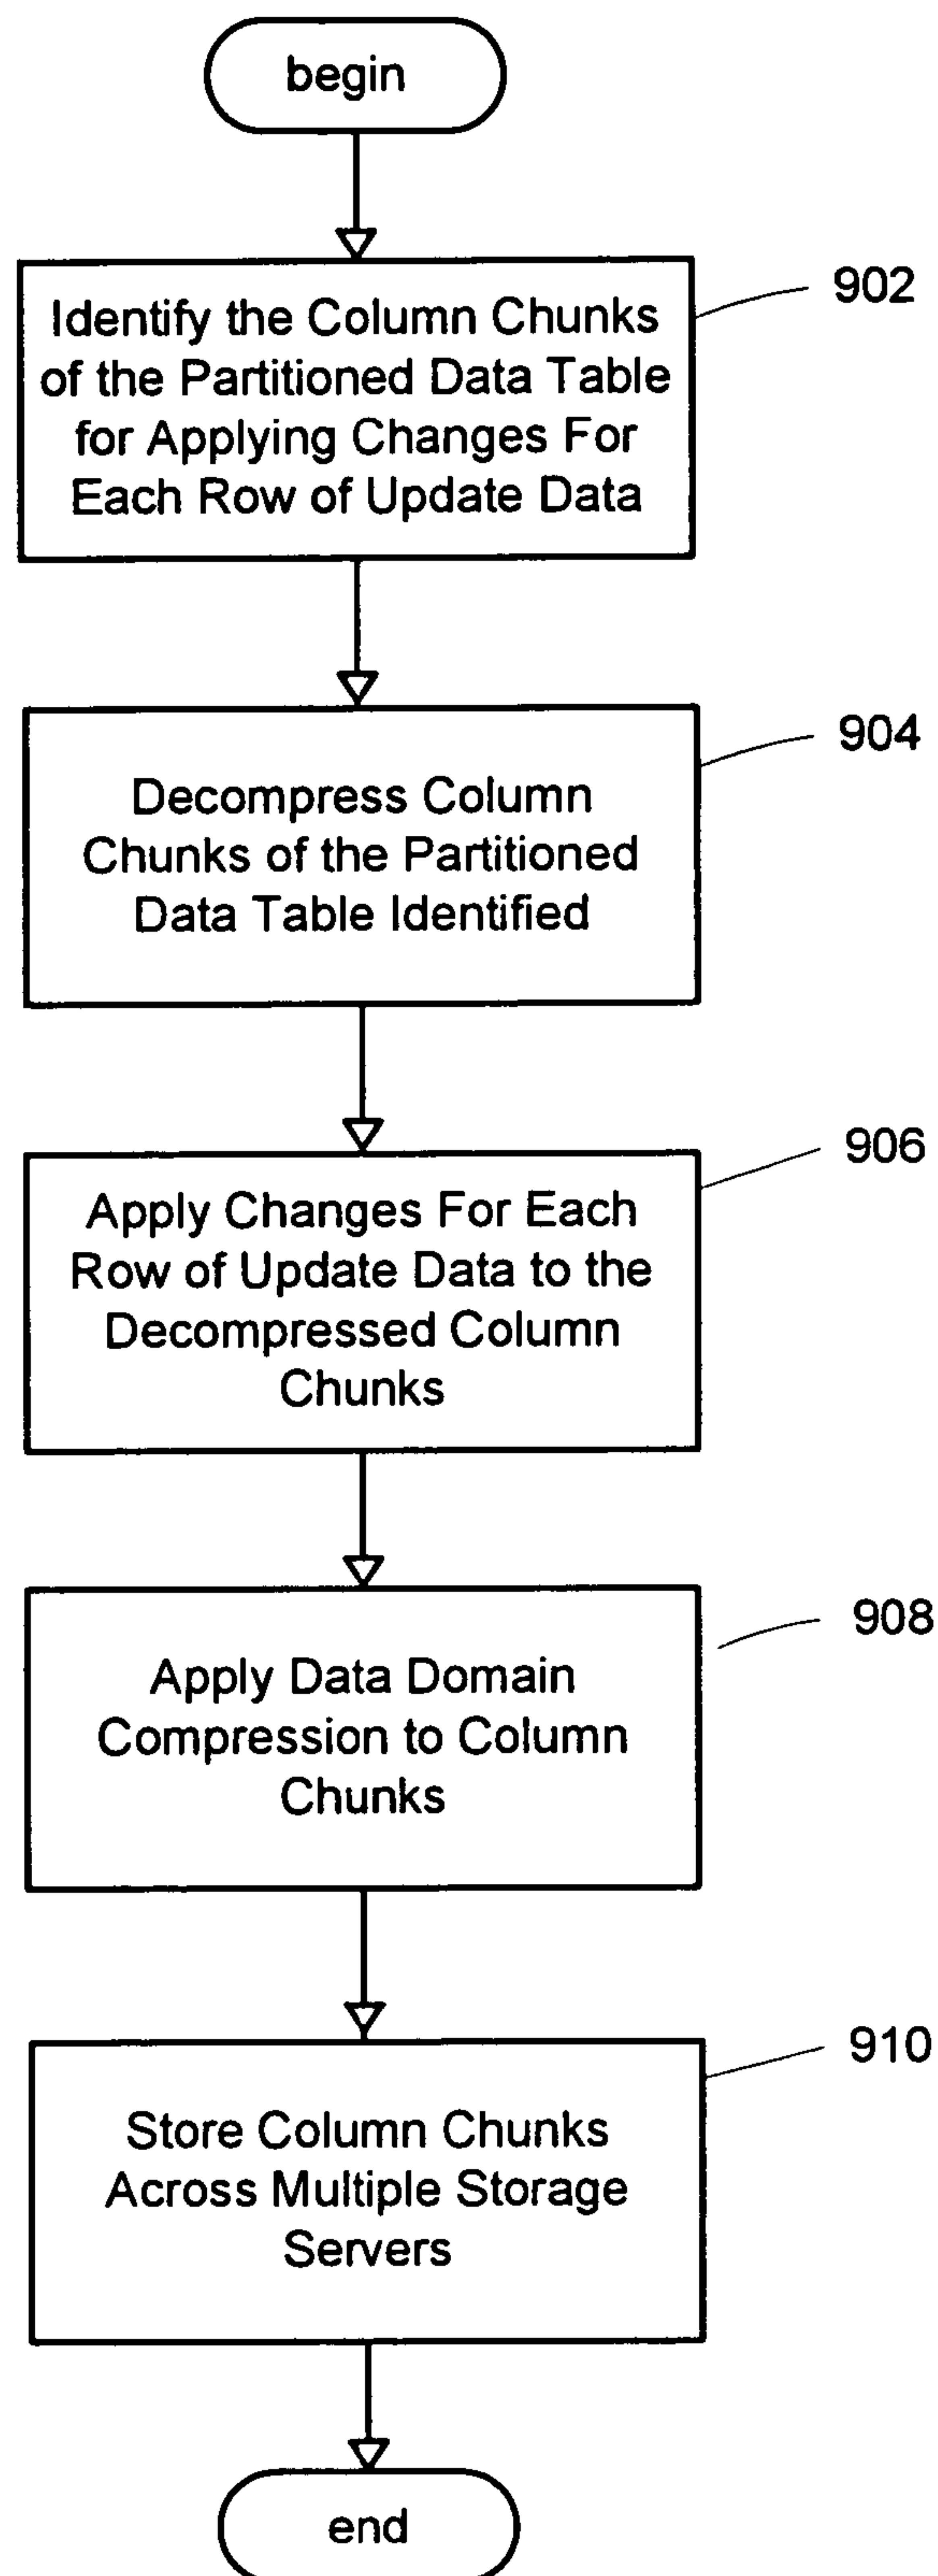 begin
Identify the Column Chunks
of the Partitioned Data Table
for Applying Changes For
Each Row of Update Data
902
Decompress Column
Chunks of the Partitioned
Data Table Identified
904
Apply Changes For Each
Row of Update Data to the
Decompressed Column
Chunks
906
Apply Data Domain
Compression to Column
Chunks
908
Store Column Chunks
Across Multiple Storage
Servers
910
end